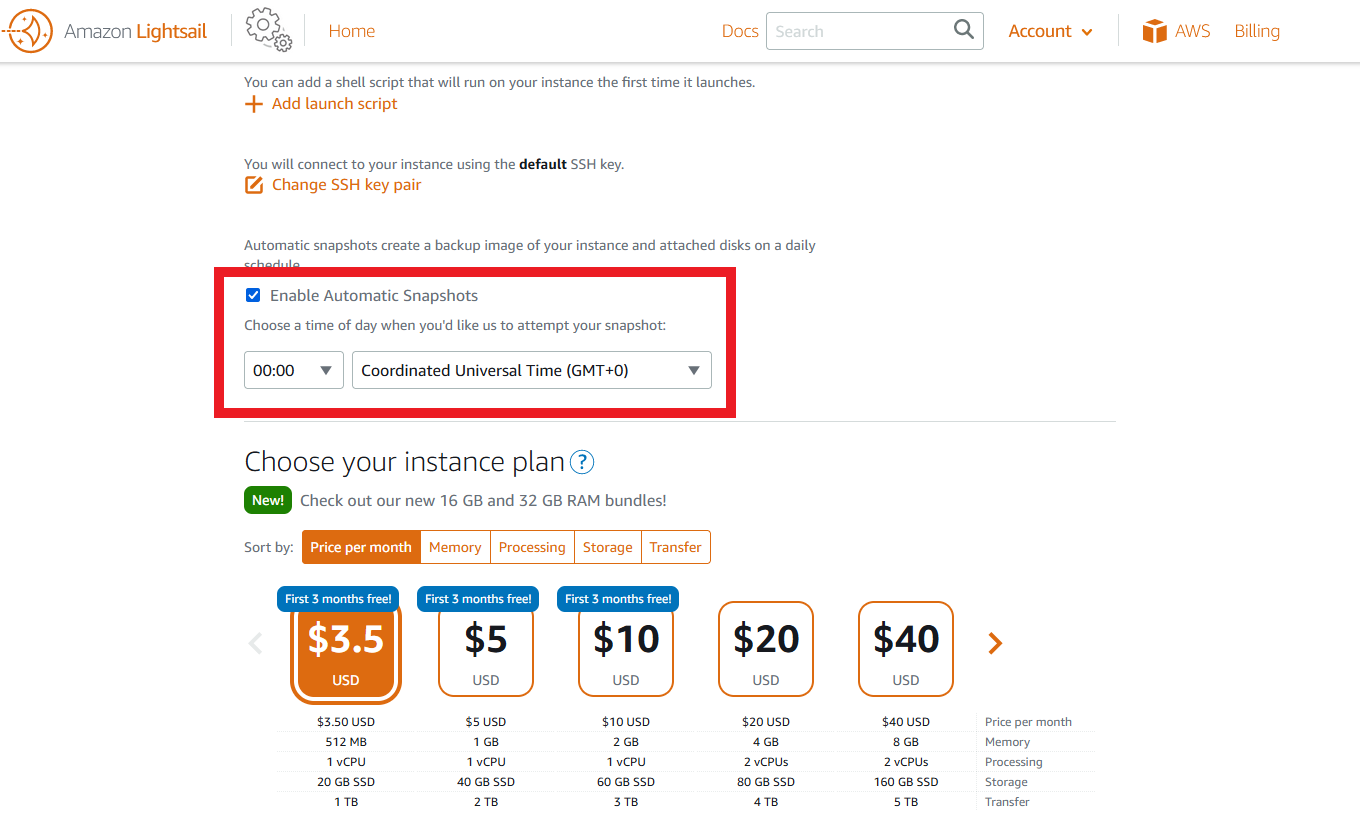 Amazon Lightsail Home Docs Search Account AWS Billing
You can add a shell script that will run on your instance the first time it launches.
Add launch script
You will connect to your instance using the default SSH key.
Change SSH key pair
Automatic snapshots create a backup image of your instance and attached disks on a daily
schedule.
Enable Automatic Snapshots
Choose a time of day when you'd like us to attempt your snapshot:
00:00 Coordinated Universal Time (GMT+0)
Choose your instance plan ?
New! Check out our new 16 GB and 32 GB RAM bundles!
Sort by: Price per month Memory Processing Storage Transfer
First 3 months free! First 3 months free! First 3 months free!
$3.5 $5 $10 $20 $40
USD USD USD USD USD
$3.50 USD $5 USD $10 USD $20 USD $40 USD Price per month
512 MB 1 GB 2 GB 4 GB 8 GB Memory
1 vCPU 1 vCPU 1 vCPU 2 vCPUs 2 vCPUs Processing
20 GB SSD 40 GB SSD 60 GB SSD 80 GB SSD 160 GB SSD Storage
1 TB 2 TB 3 TB 4 TB 5 TB Transfer